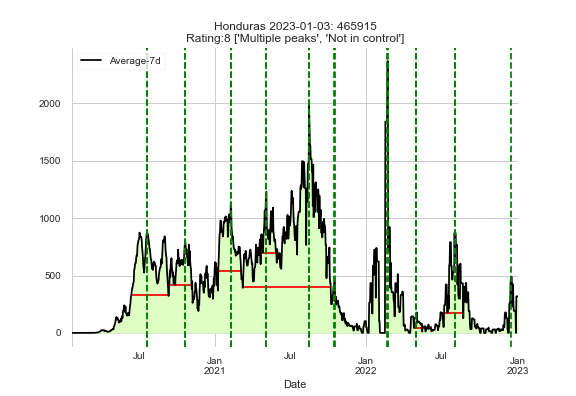 Honduras 2023-01-03: 465915
Rating:8 ['Multiple peaks', 'Not in control']
Average-7d
2000
1500
1000
500
0
Jul
Jan
2021
Jul
Jan
2022
Jul
Jan
2023
Date